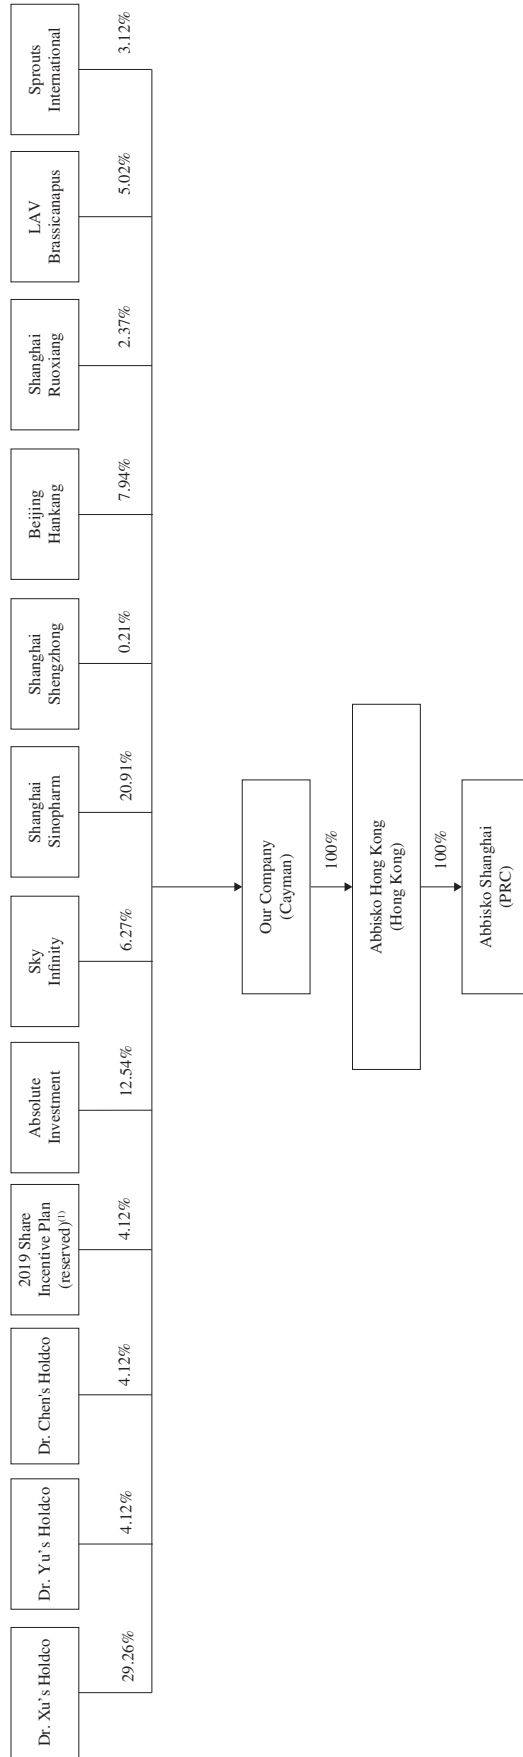 Dr. Xu’s Holdco
Dr. Yu’s Holdco
Dr. Chen's Holdco
2019 Share
Incentive Plan
(reserved)(1)
Absolute
Investment
Sky
Infinity
Shanghai
Sinopharm
Shanghai
Shengzhong
Beijing
Hankang
Shanghai
Ruoxiang
LAV
Brassicanapus
Sprouts
International
29.26%
4.12%
4.12%
4.12%
12.54%
6.27%
20.91%
0.21%
7.94%
2.37%
5.02%
3.12%
Our Company
(Cayman)
100%
Abbisko Hong Kong
(Hong Kong)
100%
Abbisko Shanghai
(PRC)